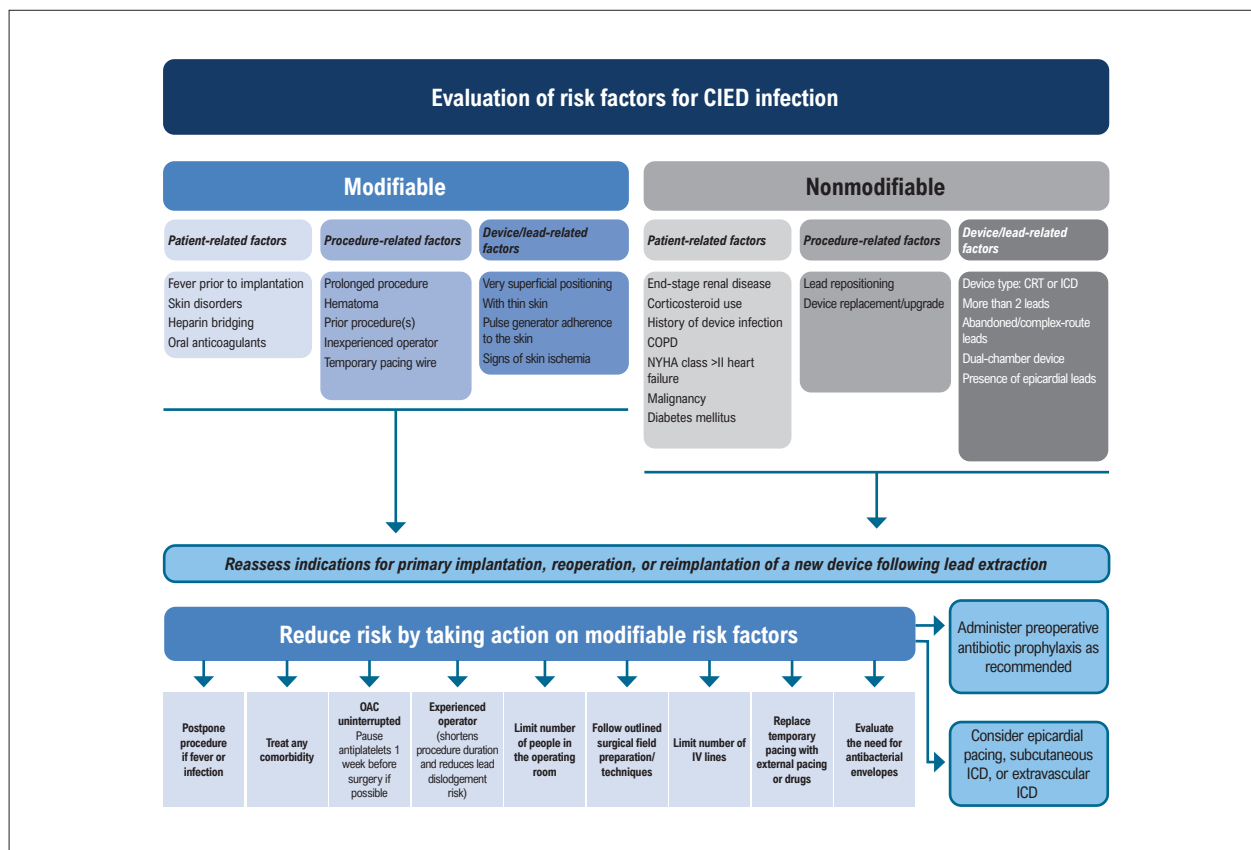 Evaluation of risk factors for CIED infection
Modifiable
Patient-related factors
Fever prior to implantation
Skin disorders
Heparin bridging
Oral anticoagulants
Procedure-related factors
Prolonged procedure
Hematoma
Prior procedure(s)
Inexperienced operator
Temporary pacing wire
Device/lead-related
factors
Very superficial positioning
With thin skin
Pulse generator adherence
to the skin
Signs of skin ischemia
Nonmodifiable
Patient-related factors
End-stage renal disease
Corticosteroid use
History of device infection
COPD
NYHA class >II heart
failure
Malignancy
Diabetes mellitus
Procedure-related factors
Lead repositioning
Device replacement/upgrade
Device/lead-related
factors
Device type: CRT or ICD
More than 2 leads
Abandoned/complex-route
leads
Dual-chamber device
Presence of epicardial leads
Reassess indications for primary implantation, reoperation, or reimplantation of a new device following lead extraction
Reduce risk by taking action on modifiable risk factors
Postpone
procedure
if fever or
infection
Treat any
comorbidity
OAC
uninterrupted
Pause
antiplatelets 1
week before
surgery if
possible
Experienced
operator
(shortens
procedure duration
and reduces lead
dislodgement
risk)
Limit number
of people in
the operating
room
Follow outlined
surgical field
preparation/
techniques
Limit number of
IV lines
Replace
temporary
pacing with
external pacing
or drugs
Evaluate
the need for
antibacterial
envelopes
Administer preoperative
antibiotic prophylaxis as
recommended
Consider epicardial
pacing, subcutaneous
ICD, or extravascular
ICD